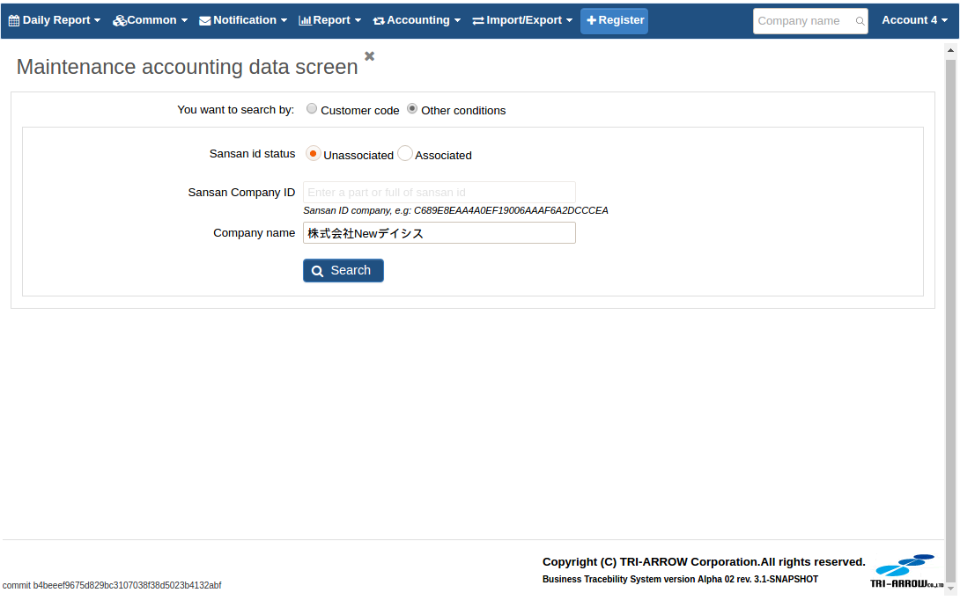 Daily Report Common Notification Report Accounting Import/Export Register Company name Account 4
Maintenance accounting data screen
You want to search by: Customer code Other conditions
Sansan id status Unassociated Associated
Sansan Company ID Enter a part or full of sansan id
Sansan ID company, e.g: C689E8EAA4A0EF19006AAAF6A2DCCCEA
Company name 株式会社Newデイシス
Search
Copyright (C) TRI-ARROW Corporation.All rights reserved.
Business Tracebility System version Alpha 02 rev. 3.1-SNAPSHOT
TRI-ARROW CO.,LTD
commit b4beeef9675d829bc3107038f38d5023b4132abf